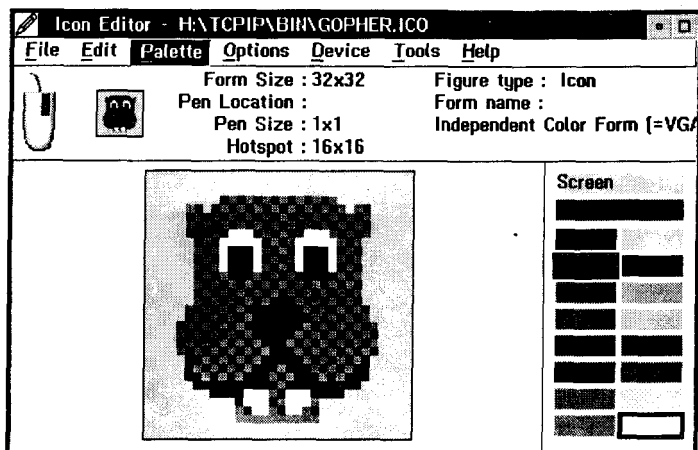 Icon Editor - H:\TCPIP\BIN\GOPHER.ICO
File Edit Palette Options Device Tools Help
Form Size : 32x32
Pen Location :
Pen Size : 1x1
Hotspot : 16x16
Figure type : Icon
Form name :
Independent Color Form (=VGA
Screen